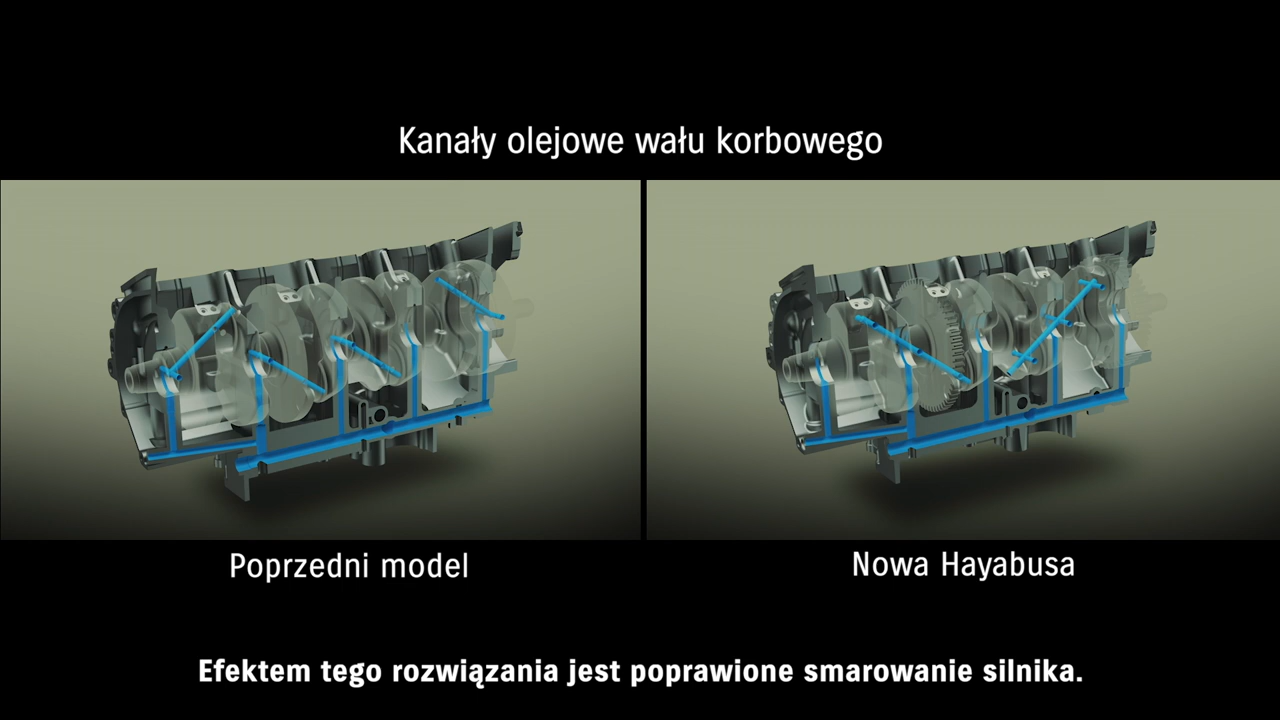 Kanały olejowe wału korbowego
Poprzedni model
Nowa Hayabusa
Efektem tego rozwiązania jest poprawione smarowanie silnika.